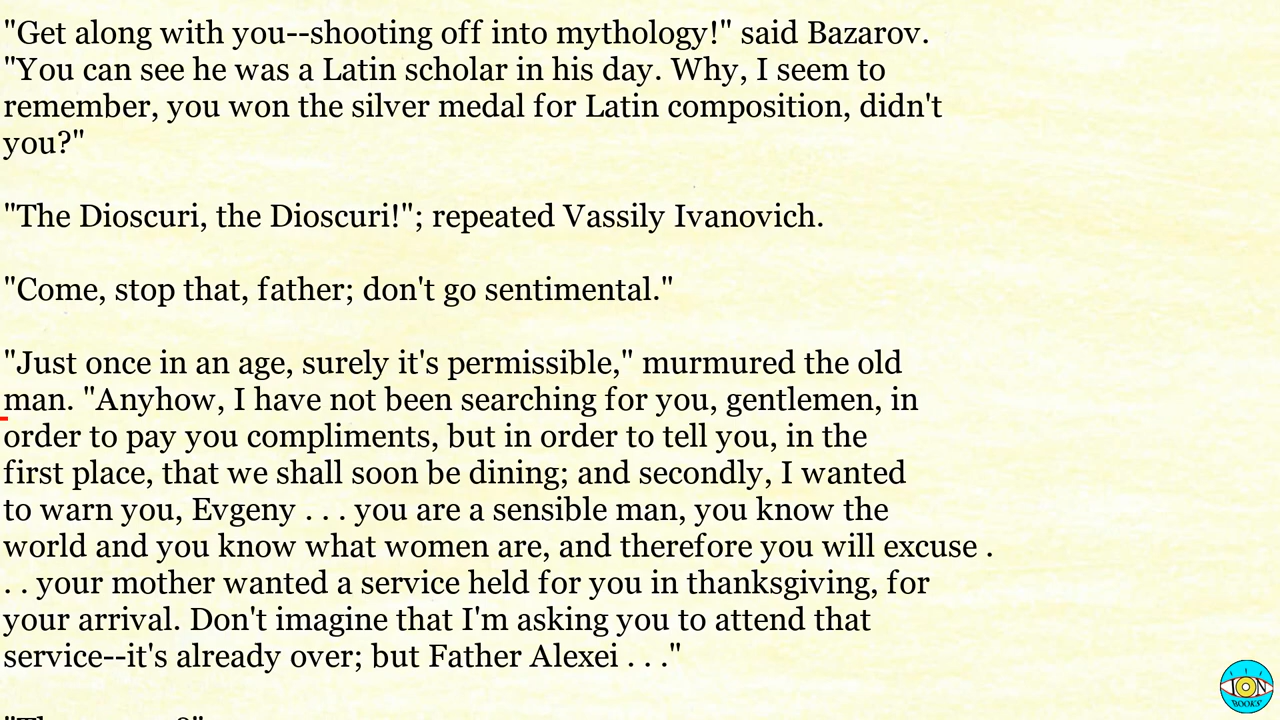 "Get along with you--shooting off into mythology!" said Bazarov.
"You can see he was a Latin scholar in his day. Why, I seem to
remember, you won the silver medal for Latin composition, didn't
you?"
"The Dioscuri, the Dioscuri!"; repeated Vassily Ivanovich.
"Come, stop that, father; don't go sentimental."
"Just once in an age, surely it's permissible," murmured the old
man. "Anyhow, I have not been searching for you, gentlemen, in
order to pay you compliments, but in order to tell you, in the
first place, that we shall soon be dining; and secondly, I wanted
to warn you, Evgeny . . . you are a sensible man, you know the
world and you know what women are, and therefore you will excuse .
. . your mother wanted a service held for you in thanksgiving, for
your arrival. Don't imagine that I'm asking you to attend that
service--it's already over; but Father Alexei . . ."
ION
BOOKS